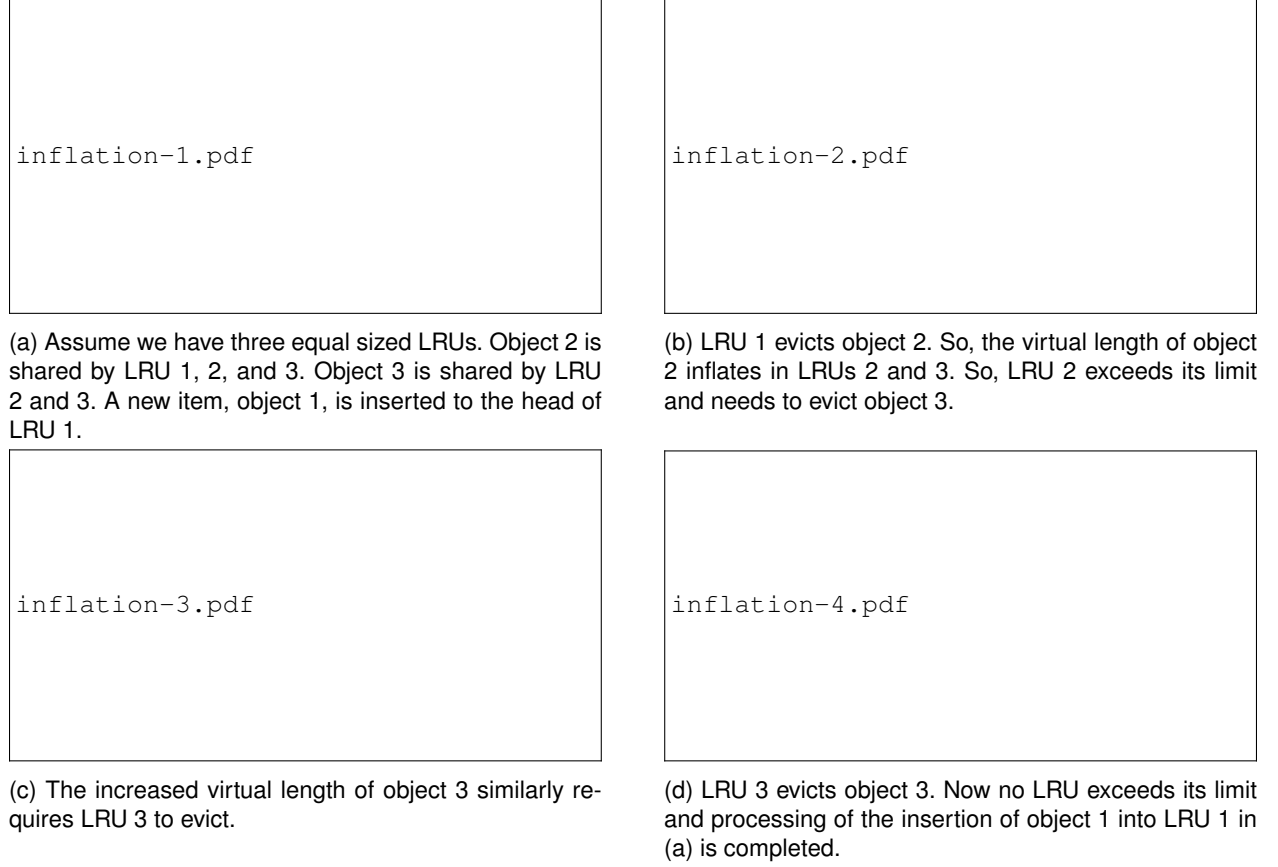 inflation-1.pdf
(a) Assume we have three equal sized LRUs. Object 2 is
shared by LRU 1, 2, and 3. Object 3 is shared by LRU
2 and 3. A new item, object 1, is inserted to the head of
LRU 1.
inflation-2.pdf
(b) LRU 1 evicts object 2. So, the virtual length of object
2 inflates in LRUs 2 and 3. So, LRU 2 exceeds its limit
and needs to evict object 3.
inflation-3.pdf
(c) The increased virtual length of object 3 similarly re-
quires LRU 3 to evict.
inflation-4.pdf
(d) LRU 3 evicts object 3. Now no LRU exceeds its limit
and processing of the insertion of object 1 into LRU 1 in
(a) is completed.